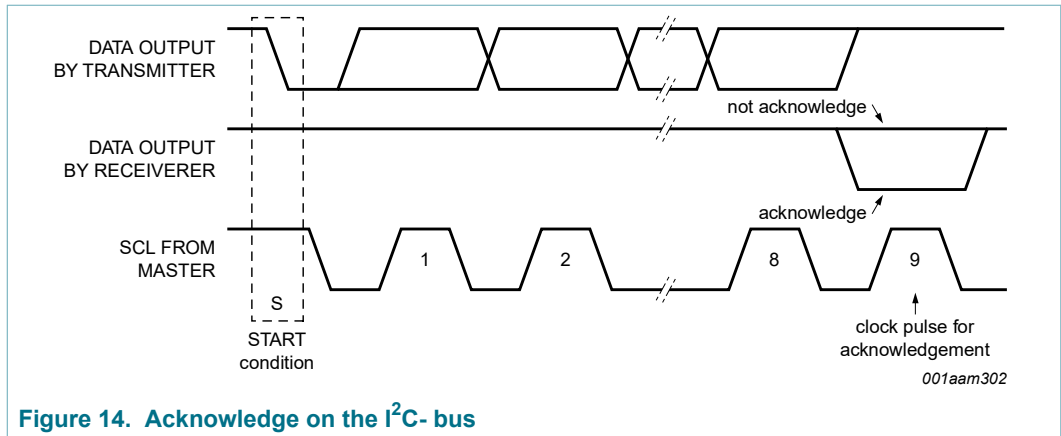 DATA OUTPUT
BY TRANSMITTER
not acknowledge
DATA OUTPUT
BY RECEIVERER
acknowledge
SCL FROM
MASTER
1
2
8
9
S
START
condition
clock pulse for
acknowledgement
001aam302
Figure 14. Acknowledge on the I²C- bus